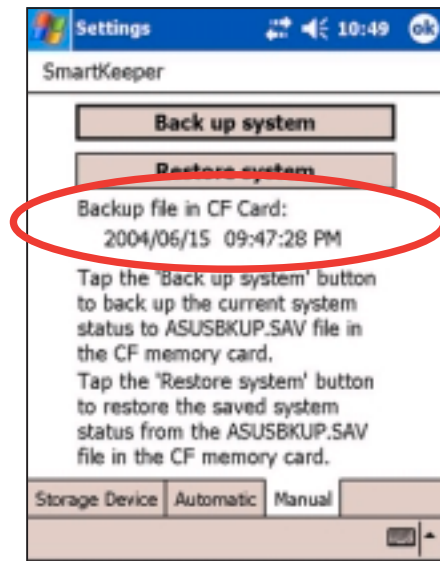 Settings 10:49 ok
SmartKeeper
Back up system
Restore system
Backup file in CF Card:
2004/06/15 09:47:28 PM
Tap the 'Back up system' button
to back up the current system
status to ASUSBKUP.SAV file in
the CF memory card.
Tap the 'Restore system' button
to restore the saved system
status from the ASUSBKUP.SAV
file in the CF memory card.
Storage Device Automatic Manual